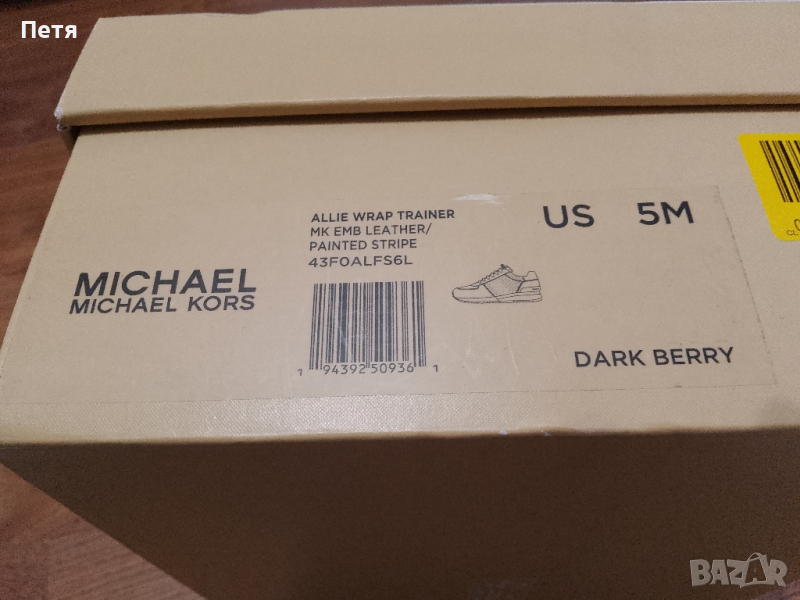 Петя
ALLIE WRAP TRAINER
MK EMB LEATHER/
PAINTED STRIPE
43F0ALFS6L
US 5M
MICHAEL
MICHAEL KORS
1 94392 50936 1
DARK BERRY
BAZAR